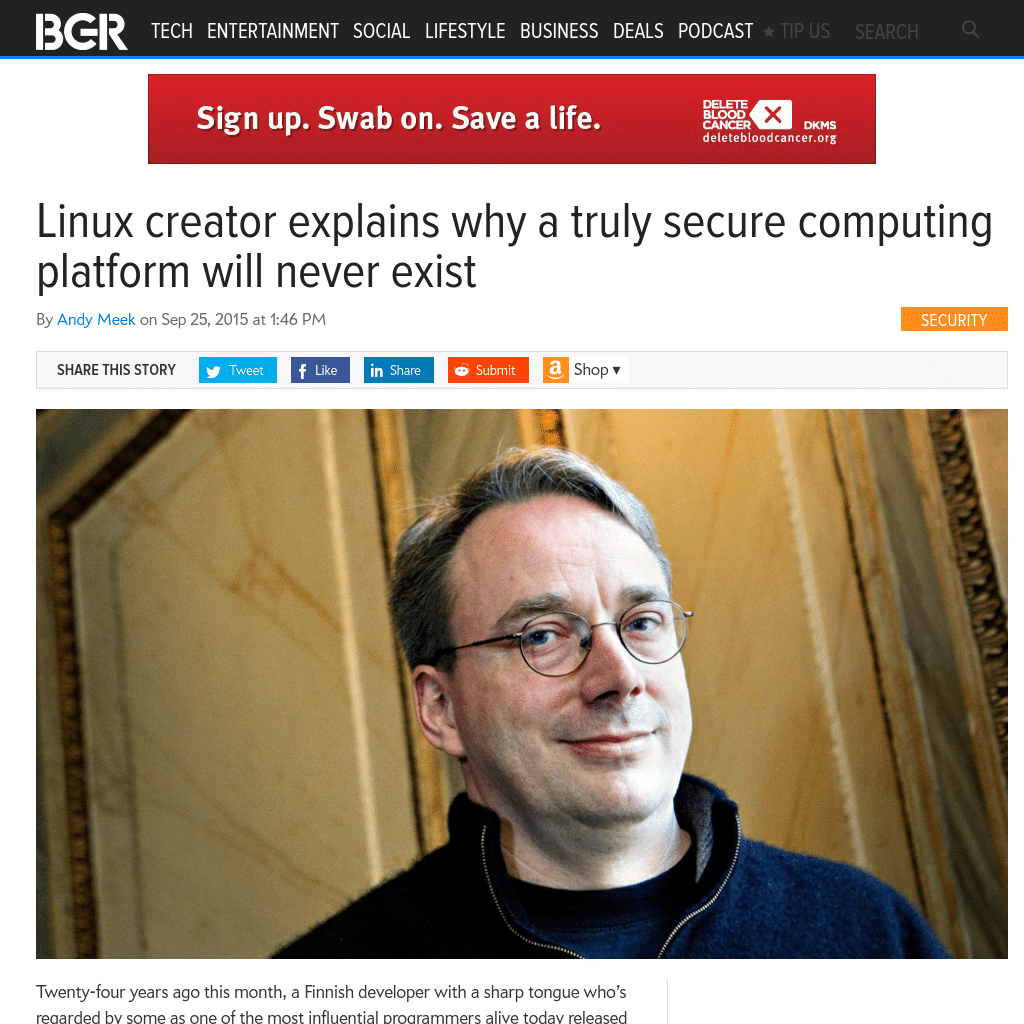 BGR TECH ENTERTAINMENT SOCIAL LIFESTYLE BUSINESS DEALS PODCAST TIP US SEARCH
Sign up. Swab on. Save a life.
DELETE
BLOOD
CANCER DKMS
deletebloodcancer.org
Linux creator explains why a truly secure computing
platform will never exist
By Andy Meek on Sep 25, 2015 at 1:46 PM
SECURITY
SHARE THIS STORY Tweet Like Share Submit Shop ▾
Twenty-four years ago this month, a Finnish developer with a sharp tongue who's
regarded by some as one of the most influential programmers alive today released